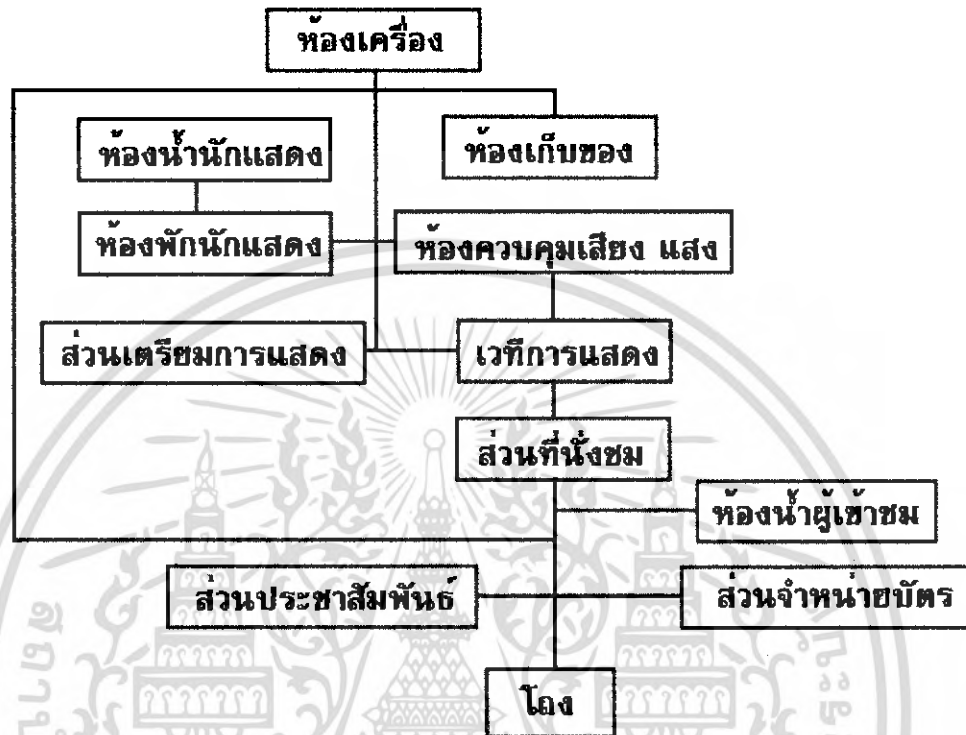 ห้องเครื่อง
ห้องน้ำนักแสดง
ห้องเก็บของ
ห้องพักนักแสดง
ห้องควบคุมเสียง แสง
ส่วนเตรียมการแสดง
เวทีการแสดง
ส่วนที่นั่งชม
ห้องน้ำผู้เข้าชม
ส่วนประชาสัมพันธ์
ส่วนจำหน่ายบัตร
โถง